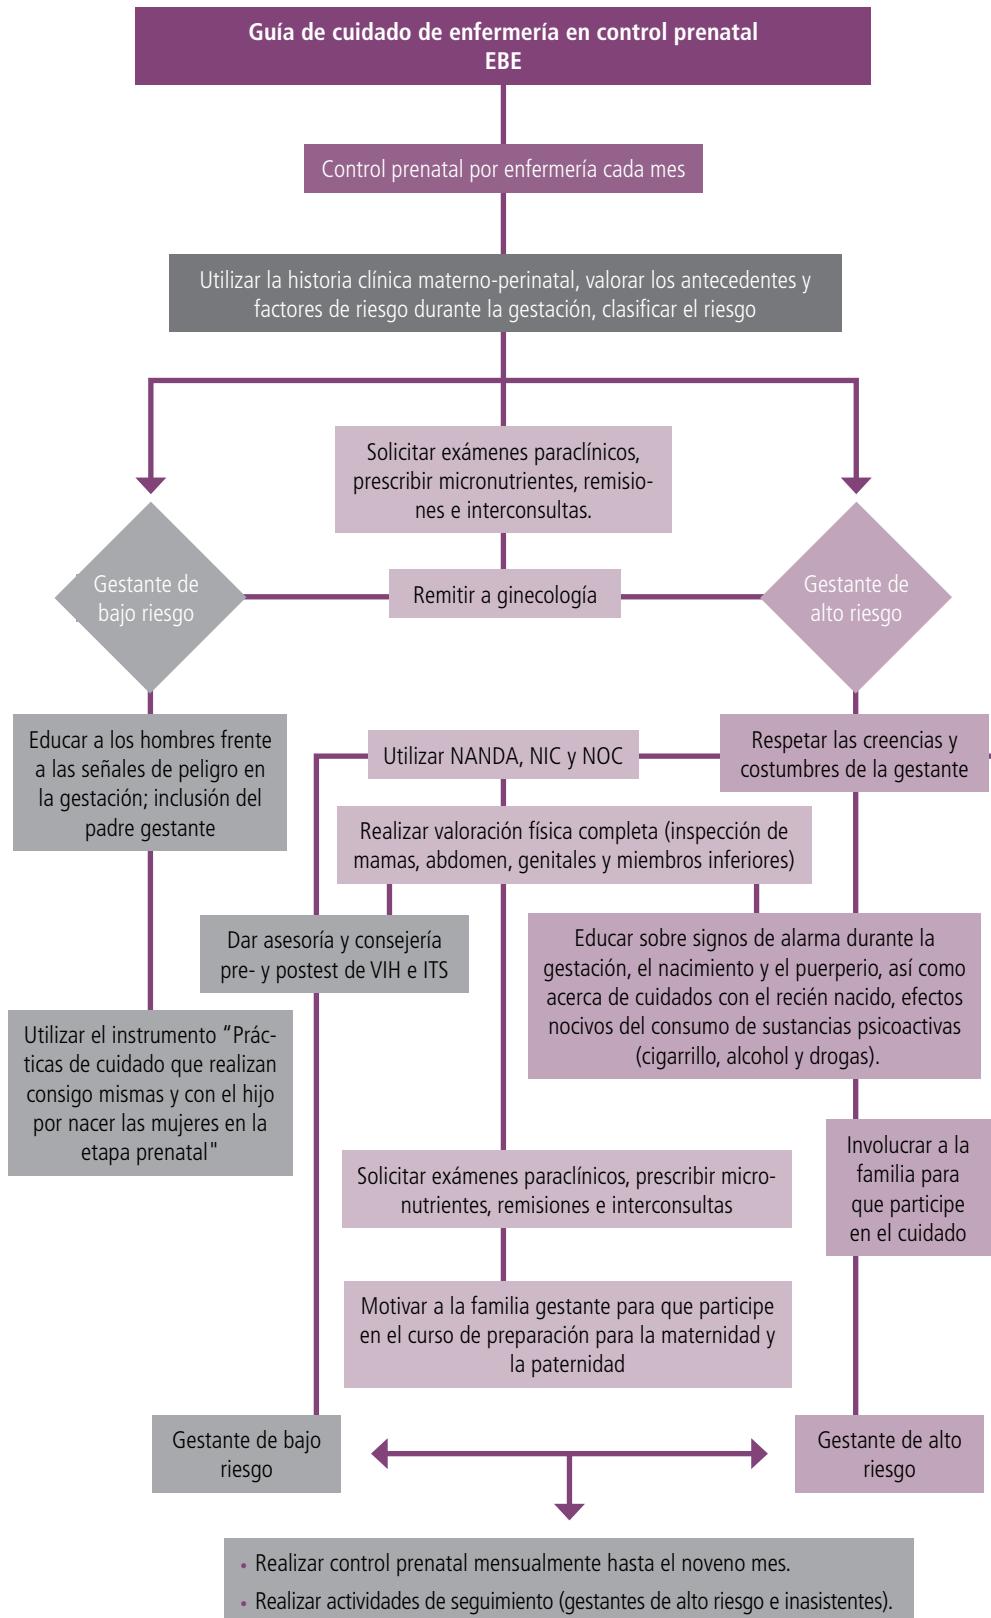 Guía de cuidado de enfermería en control prenatal
EBE
Control prenatal por enfermería cada mes
Utilizar la historia clínica materno-perinatal, valorar los antecedentes y
factores de riesgo durante la gestación, clasificar el riesgo
Solicitar exámenes paraclínicos,
prescribir micronutrientes, remisio-
nes e interconsultas.
Gestante de
bajo riesgo
Remitir a ginecología
Gestante de
alto riesgo
Educar a los hombres frente
a las señales de peligro en
la gestación; inclusión del
padre gestante
Utilizar NANDA, NIC y NOC
Respetar las creencias y
costumbres de la gestante
Realizar valoración física completa (inspección de
mamas, abdomen, genitales y miembros inferiores)
Dar asesoría y consejería
pre- y postest de VIH e ITS
Educar sobre signos de alarma durante la
gestación, el nacimiento y el puerperio, así como
acerca de cuidados con el recién nacido, efectos
nocivos del consumo de sustancias psicoactivas
(cigarrillo, alcohol y drogas).
Utilizar el instrumento "Prác-
ticas de cuidado que realizan
consigo mismas y con el hijo
por nacer las mujeres en la
etapa prenatal"
Involucrar a la
familia para
que participe
en el cuidado
Solicitar exámenes paraclínicos, prescribir micro-
nutrientes, remisiones e interconsultas
Motivar a la familia gestante para que participe
en el curso de preparación para la maternidad y
la paternidad
Gestante de bajo
riesgo
Gestante de alto
riesgo
• Realizar control prenatal mensualmente hasta el noveno mes.
• Realizar actividades de seguimiento (gestantes de alto riesgo e inasistentes).